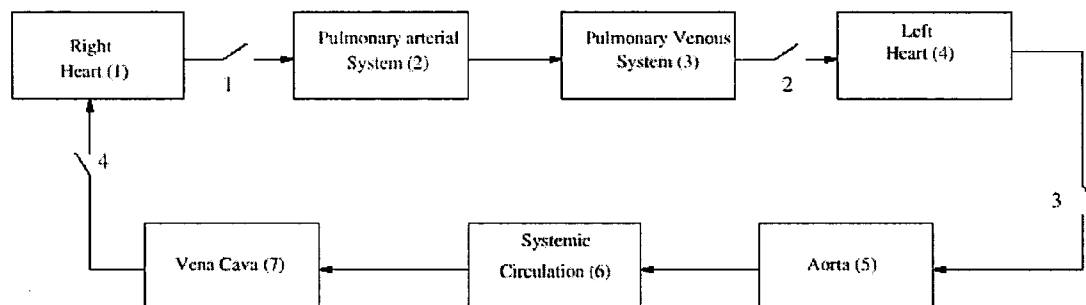 Right
Heart (1)
1
Pulmonary arterial
System (2)
Pulmonary Venous
System (3)
2
Left
Heart (4)
4
3
Vena Cava (7)
Systemic
Circulation (6)
Aorta (5)